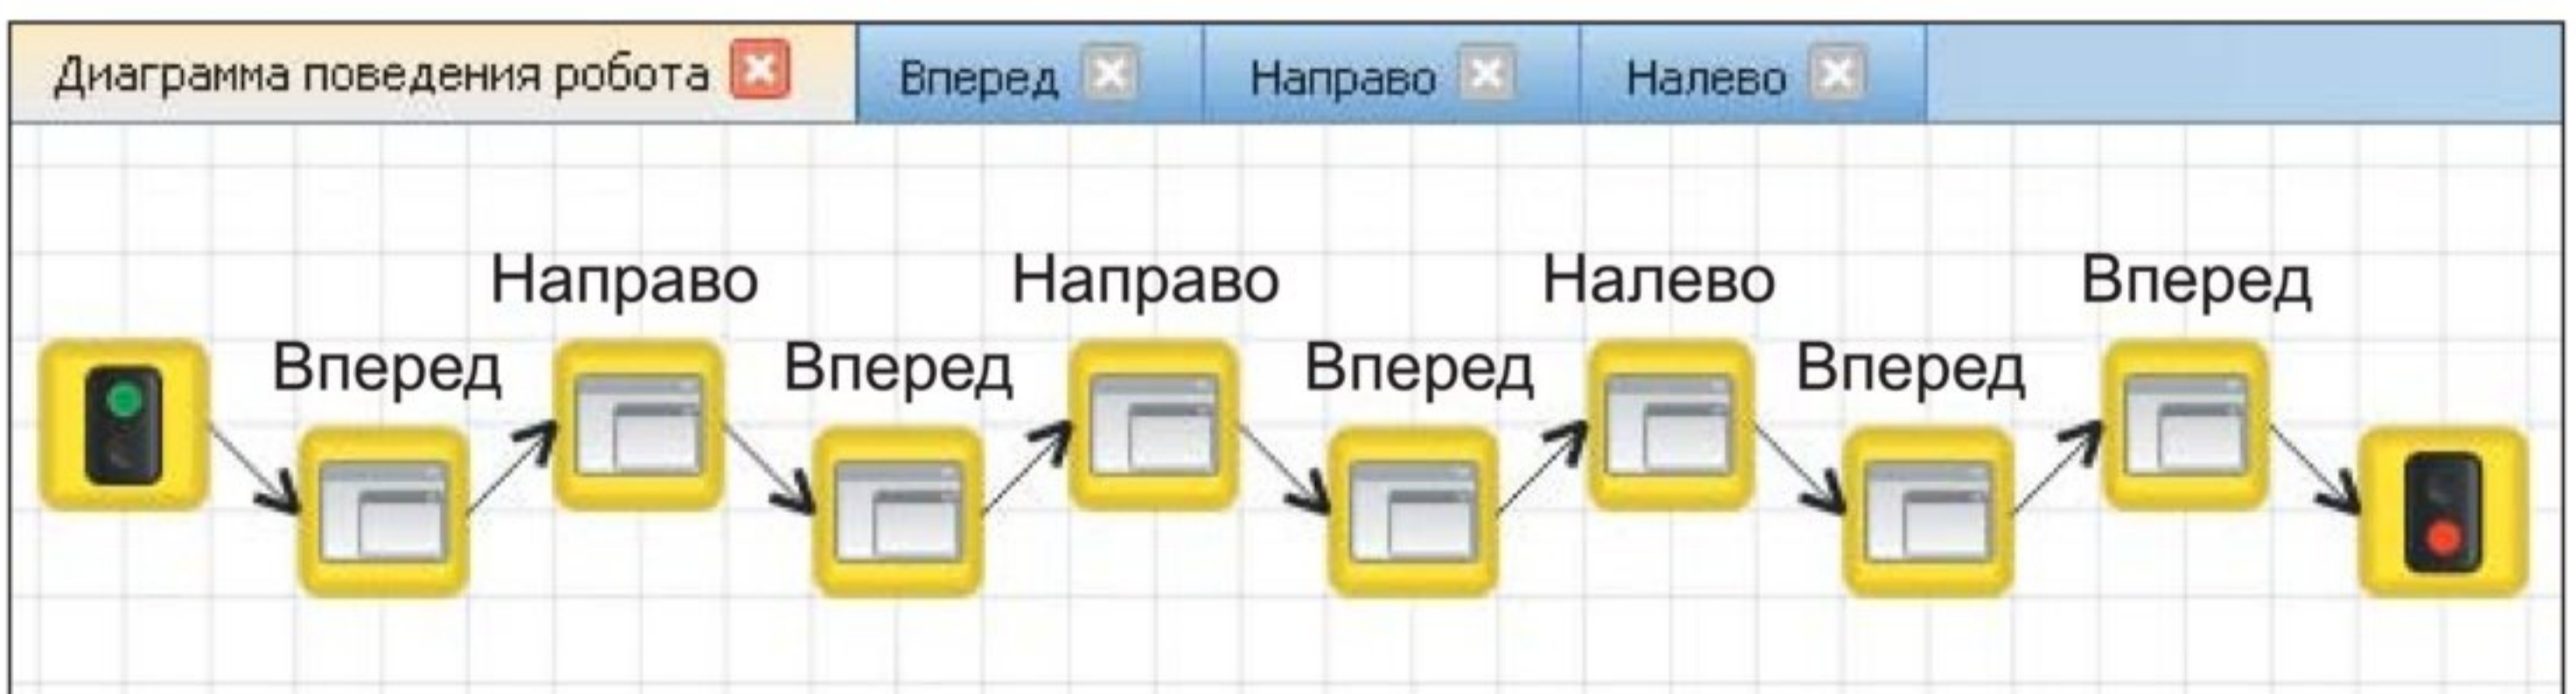 Диаграмма поведения робота Вперед Направо Налево
Направо Направо Налево Вперед
Вперед Вперед Вперед Вперед